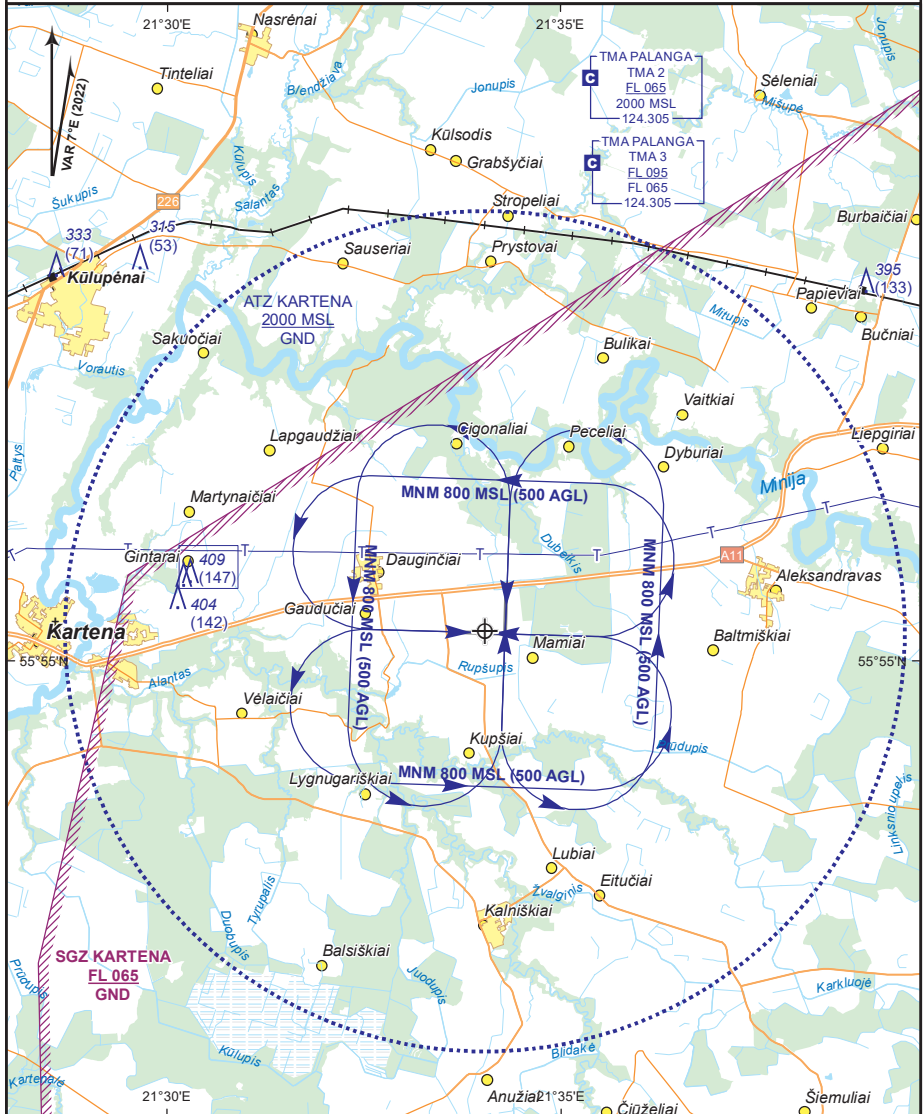 21°30'E
21°35'E
Nasrėnai
Tinteliai
VAR 7°E (2022)
Blendžiava
Jonupis
TMA PALANGA
TMA 2
FL 065
2000 MSL
124.305
C
Sėleniai
Mišupė
Jonupis
Kūlsodis
Grabšyčiai
TMA PALANGA
TMA 3
FL 095
FL 065
124.305
C
Kūlupis
Salantas
Šukupis
226
Stropeliai
Burbaičiai
333
(71)
315
(53)
Kūlupėnai
Sauseriai
Prystovai
395
(133)
Papieviai
Mitupis
Bučniai
ATZ KARTENA
2000 MSL
GND
Sakuočiai
Vorautis
Bulikai
Vaitkiai
Paltys
Lapgaudžiai
Cigonaliai
Peceliai
Dyburiai
Liepgiriai
Minija
MNM 800 MSL (500 AGL)
Martynaičiai
T
T
T
T
T
T
Gintarai
409
(147)
404
(142)
Dubelkis
A11
Dauginčiai
Aleksandravas
Gaudučiai
MNM 800 MSL (500 AGL)
MNM 800 MSL (500 AGL)
Kartena
Mamiai
Baltmiškiai
55°55'N
55°55'N
Rupšupis
Alantas
Vėlaičiai
Kupšiai
Rūdupis
Lygnugariškiai
MNM 800 MSL (500 AGL)
Linksnioupelis
Lubiai
Žvalginis
Eitučiai
Kalniškiai
Tyrupalis
Duobupis
SGZ KARTENA
FL 065
GND
Balsiškiai
Juodupis
Prūdupis
Karkluojė
Kūlupis
Blidakė
Anužiai
21°30'E
21°35'E
Čiūželiai
Šiemuliai